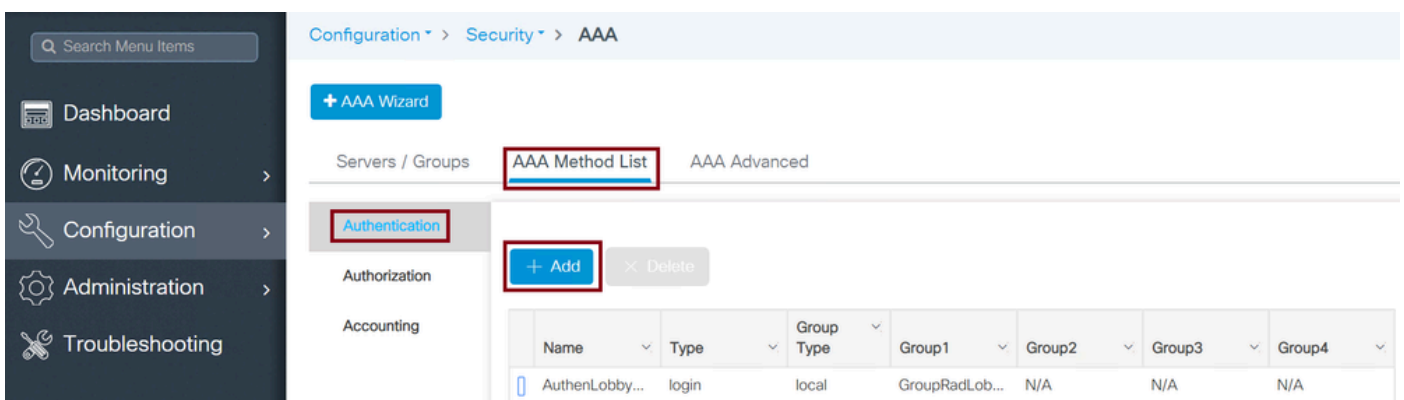 Search Menu Items
Dashboard
Monitoring
Configuration
Administration
Troubleshooting
Configuration > Security > AAA
+ AAA Wizard
Servers / Groups AAA Method List AAA Advanced
Authentication
Authorization
Accounting
+ Add × Delete
Name Type Group Type Group1 Group2 Group3 Group4
AuthenLobby... login local GroupRadLob... N/A N/A N/A